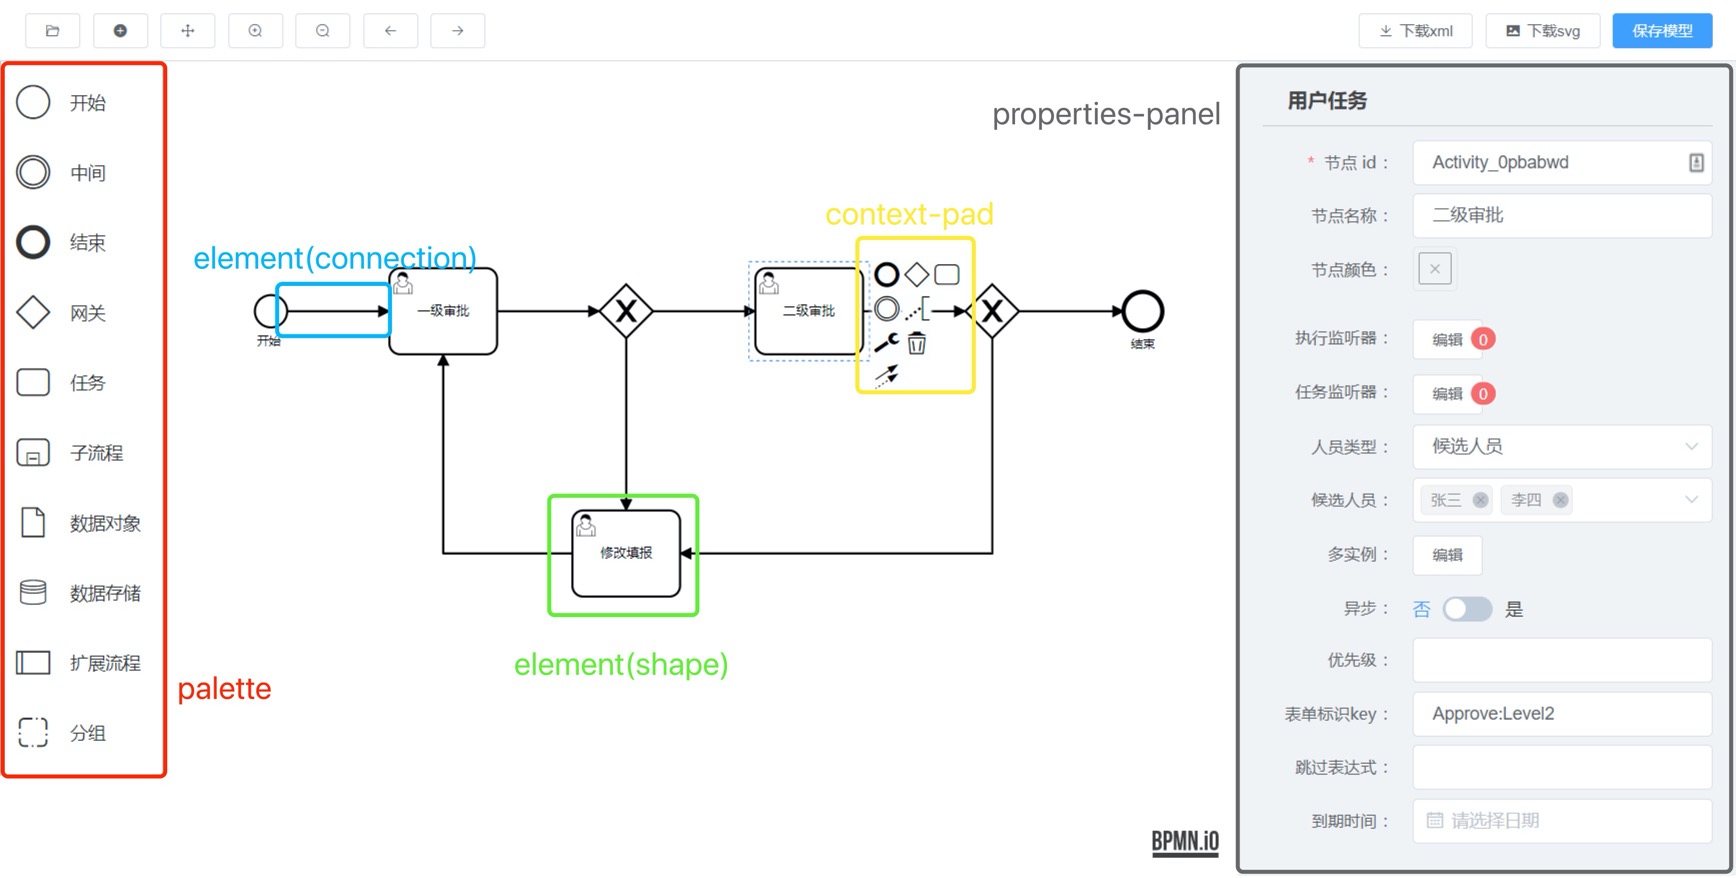 下载xml
下载svg
保存模型
开始
中间
结束
网关
任务
子流程
数据对象
数据存储
扩展流程
分组
palette
element(connection)
开始
一级审批
X
二级审批
context-pad
X
结束
修改填报
element(shape)
properties-panel
BPMN.iO
用户任务
* 节点 id： Activity_0pbabwd
节点名称： 二级审批
节点颜色：
执行监听器： 编辑 0
任务监听器： 编辑 0
人员类型： 候选人员
候选人员： 张三 李四
多实例： 编辑
异步： 否 是
优先级：
表单标识key： Approve:Level2
跳过表达式：
到期时间： 请选择日期